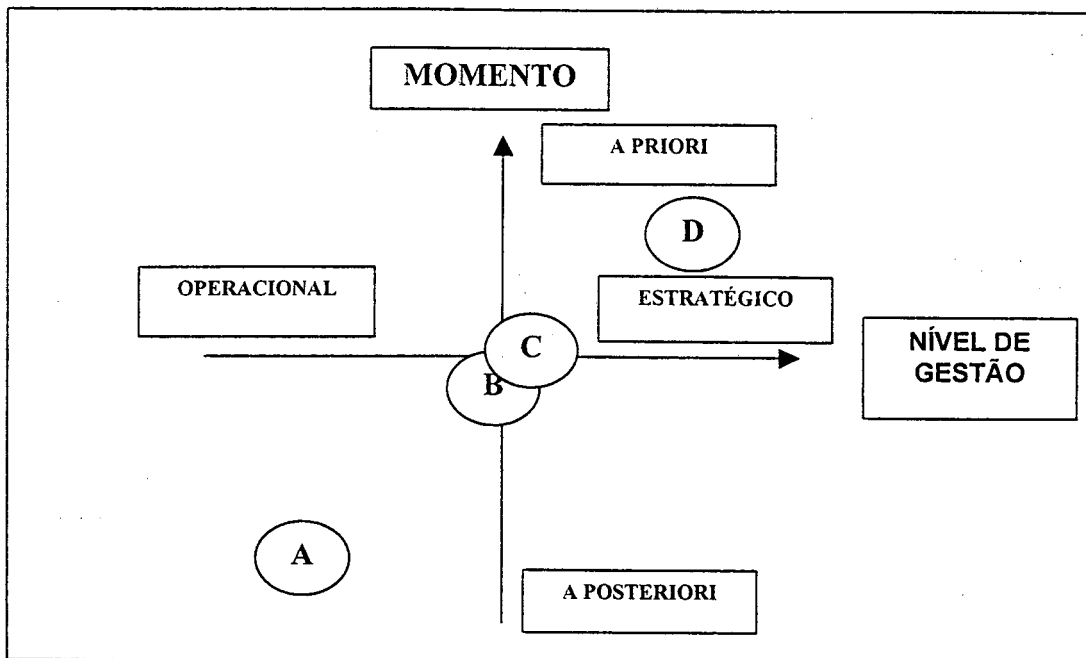 MOMENTO
A PRIORI
D
OPERACIONAL
ESTRATÉGICO
C
NÍVEL DE
GESTÃO
B
A
A POSTERIORI